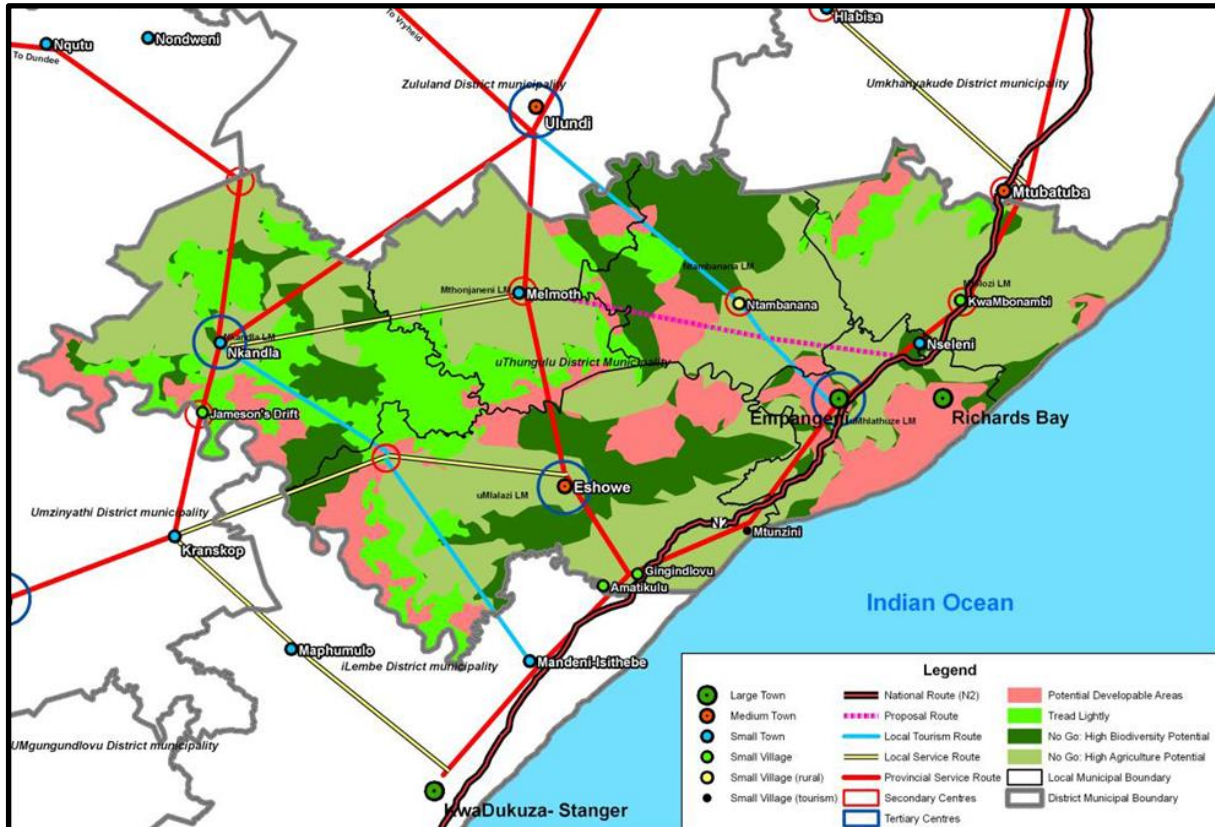 Hlabisa
Nqutu
Nondweni
To Dundee
To Vryheid
Zululand District municipality
Umkhanyakude District municipality
Ulundi
Mtubatuba
Ntambanana LM
Mthonjaneni LM
Melmoth
Ntambanana
KwaMbonambi
Nkandla LM
Nkandla
Nseleni
uThungulu District Municipality
Jameson's Drift
Empangeni
Richards Bay
uMhlathuze LM
Eshowe
uMlalazi LM
Umzinyathi District municipality
Kranskop
N2
Mtunzini
Gingindlovu
Amatikulu
Indian Ocean
Maphumulo
iLembe District municipality
Mandeni-Isithebe
UMgungundlovu District municipality
KwaDukuza- Stanger
Legend
Large Town
Medium Town
Small Town
Small Village
Small Village (rural)
Small Village (tourism)
National Route (N2)
Proposal Route
Local Tourism Route
Local Service Route
Provincial Service Route
Secondary Centres
Tertiary Centres
Potential Developable Areas
Tread Lightly
No Go: High Biodiversity Potential
No Go: High Agriculture Potential
Local Municipal Boundary
District Municipal Boundary